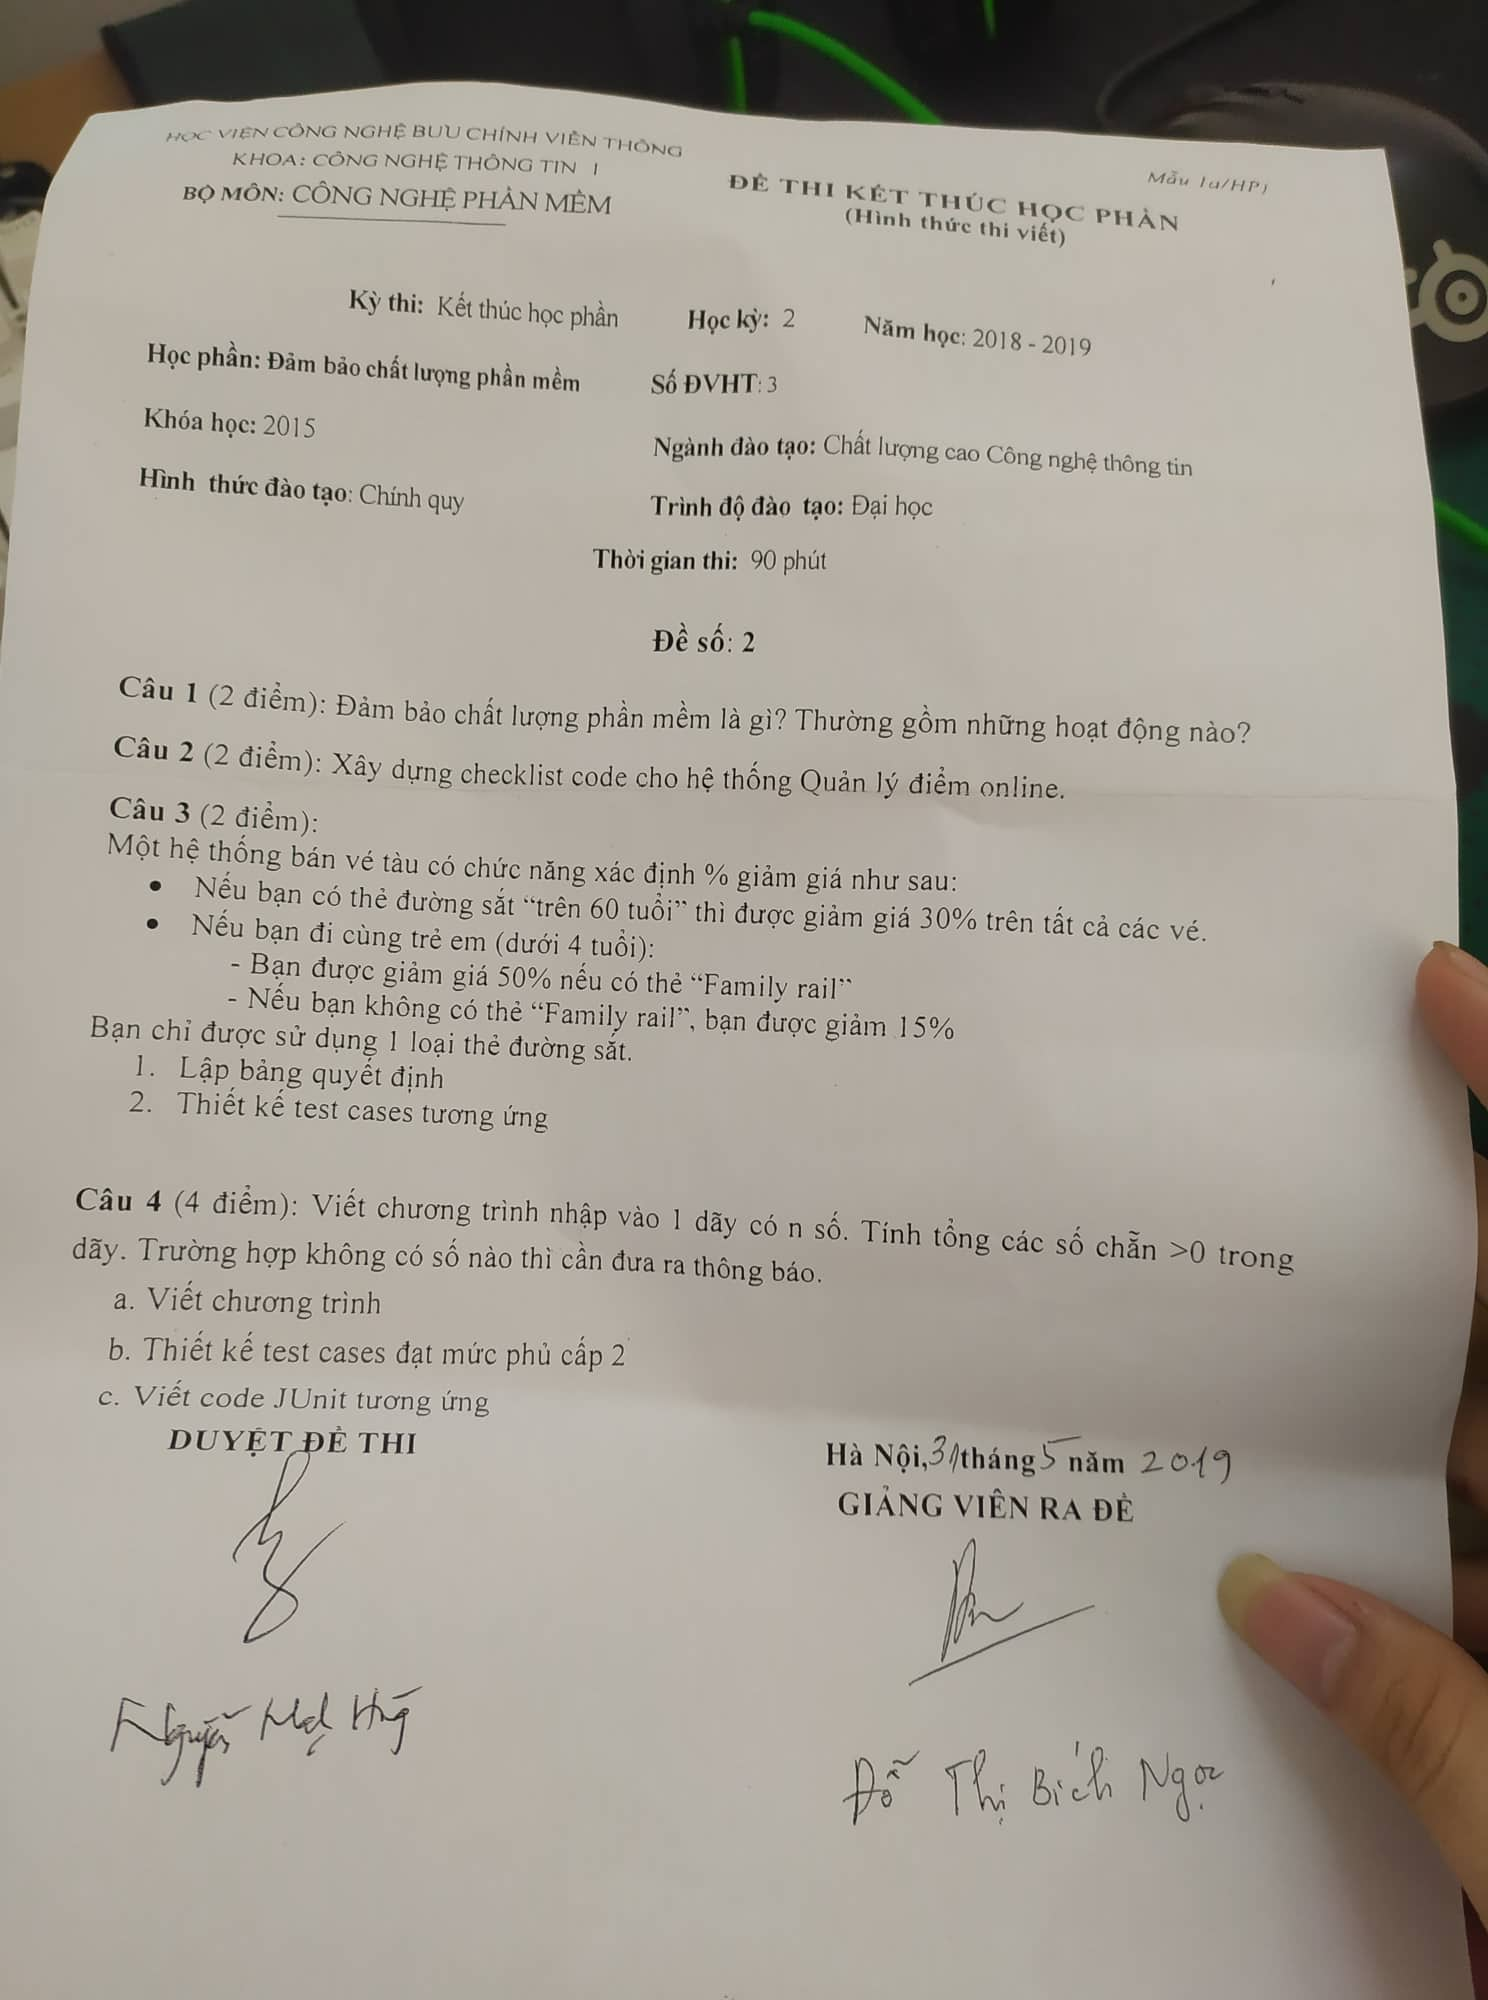 HỌC VIỆN CÔNG NGHỆ BƯU CHÍNH VIỄN THÔNG
KHOA: CÔNG NGHỆ THÔNG TIN 1
BỘ MÔN: CÔNG NGHỆ PHẦN MỀM
Mẫu 1a/HP1
ĐỀ THI KẾT THÚC HỌC PHẦN
(Hình thức thi viết)
Kỳ thi: Kết thúc học phần Học kỳ: 2 Năm học: 2018 - 2019
Học phần: Đảm bảo chất lượng phần mềm Số ĐVHT: 3
Khóa học: 2015 Ngành đào tạo: Chất lượng cao Công nghệ thông tin
Hình thức đào tạo: Chính quy Trình độ đào tạo: Đại học
Thời gian thi: 90 phút
Đề số: 2
Câu 1 (2 điểm): Đảm bảo chất lượng phần mềm là gì? Thường gồm những hoạt động nào?
Câu 2 (2 điểm): Xây dựng checklist code cho hệ thống Quản lý điểm online.
Câu 3 (2 điểm):
Một hệ thống bán vé tàu có chức năng xác định % giảm giá như sau:
• Nếu bạn có thẻ đường sắt “trên 60 tuổi” thì được giảm giá 30% trên tất cả các vé.
• Nếu bạn đi cùng trẻ em (dưới 4 tuổi):
- Bạn được giảm giá 50% nếu có thẻ “Family rail”
- Nếu bạn không có thẻ “Family rail”, bạn được giảm 15%
Bạn chỉ được sử dụng 1 loại thẻ đường sắt.
1. Lập bảng quyết định
2. Thiết kế test cases tương ứng
Câu 4 (4 điểm): Viết chương trình nhập vào 1 dãy có n số. Tính tổng các số chẵn >0 trong
dãy. Trường hợp không có số nào thì cần đưa ra thông báo.
a. Viết chương trình
b. Thiết kế test cases đạt mức phủ cấp 2
c. Viết code JUnit tương ứng
DUYỆT ĐỀ THI
Hà Nội, 31 tháng 5 năm 2019
GIẢNG VIÊN RA ĐỀ
Nguyễn
Đỗ Thị Bích Ngọc